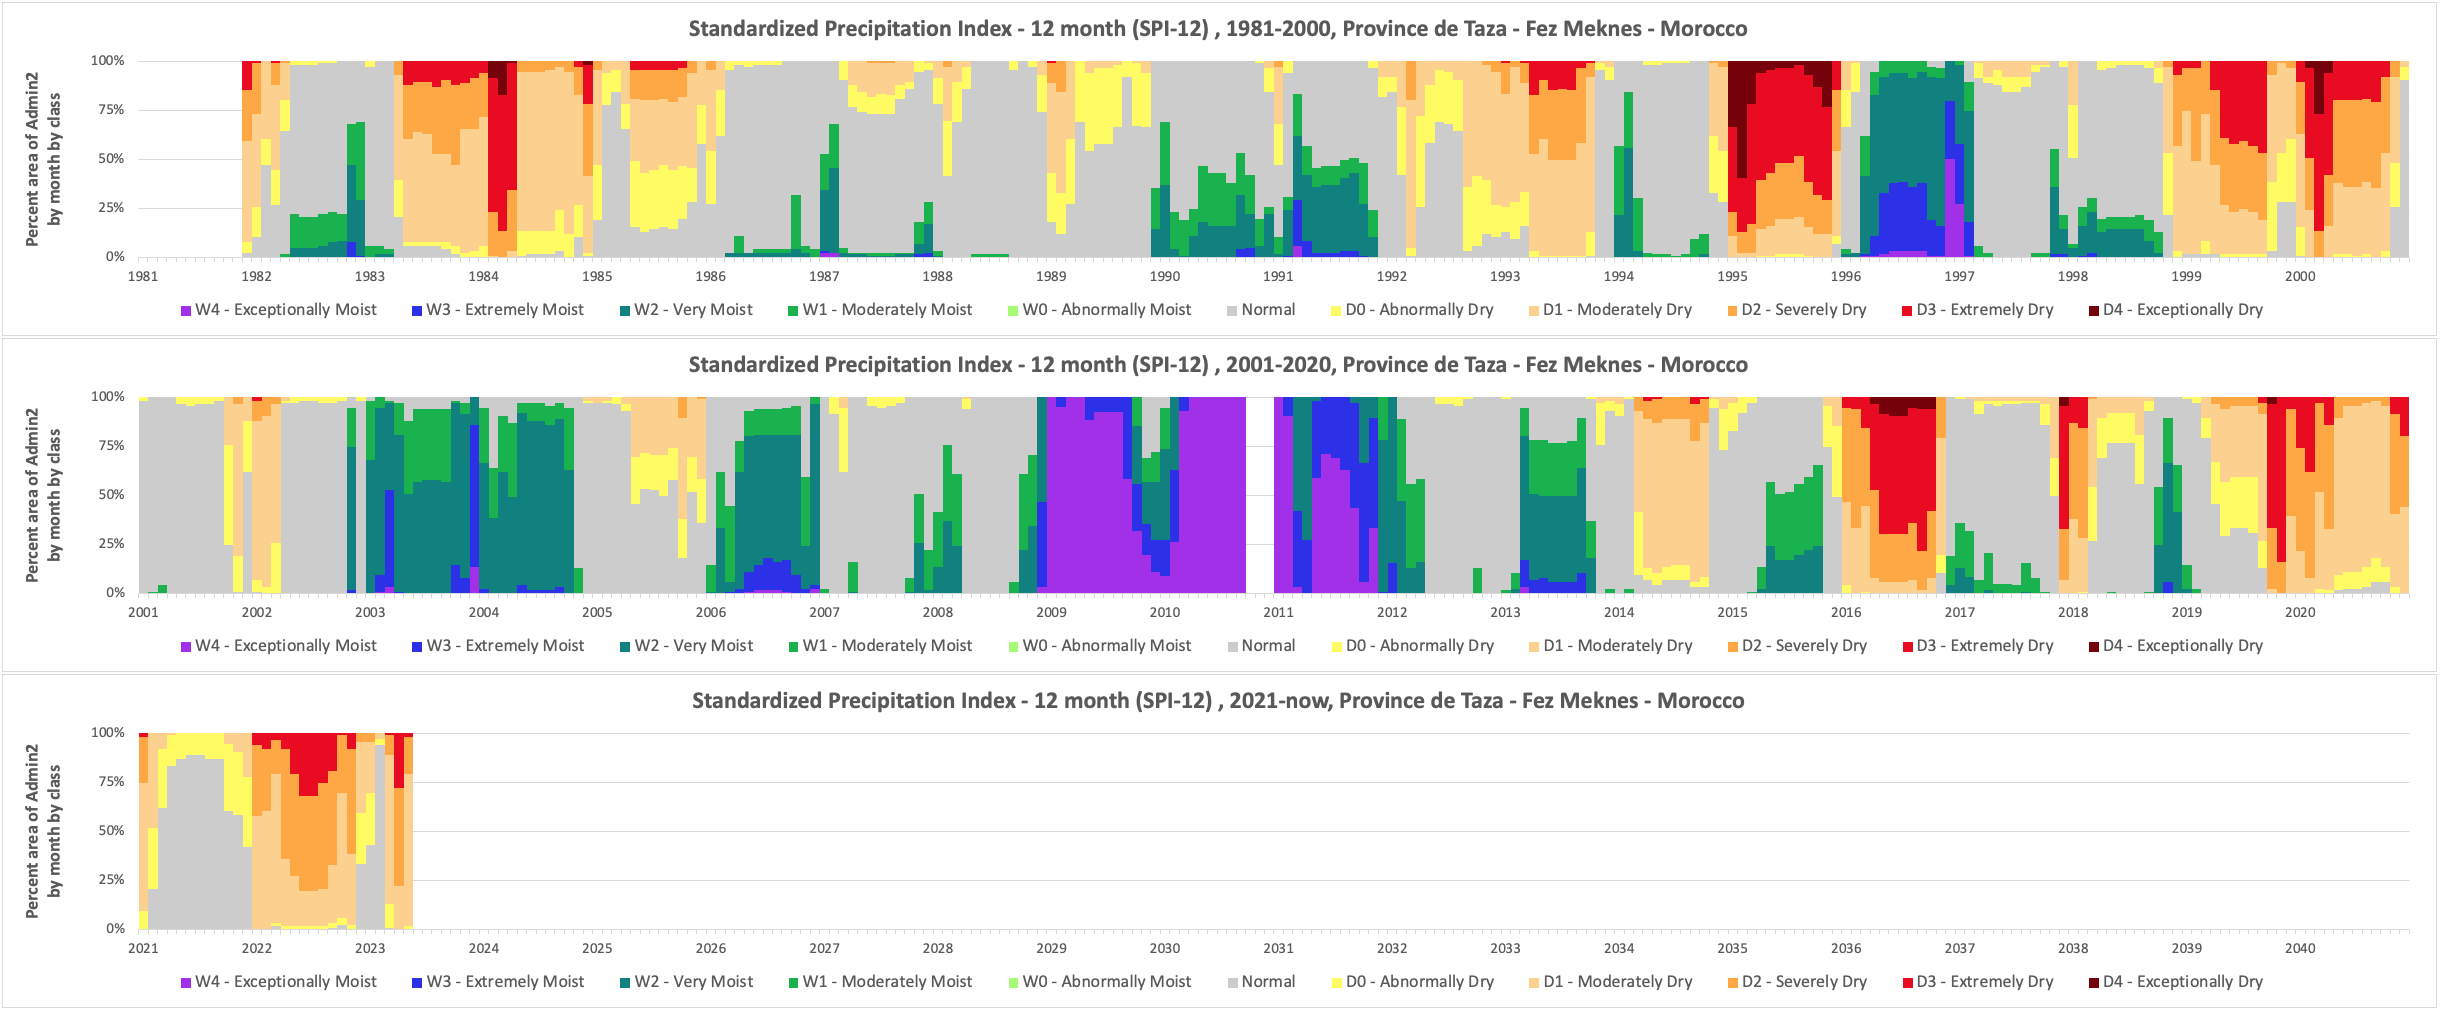 Standardized Precipitation Index - 12 month (SPI-12) , 1981-2000, Province de Taza - Fez Meknes - Morocco
Percent area of Admin2
by month by class
100%
75%
50%
25%
0%
1981 1982 1983 1984 1985 1986 1987 1988 1989 1990 1991 1992 1993 1994 1995 1996 1997 1998 1999 2000
W4 - Exceptionally Moist W3 - Extremely Moist W2 - Very Moist W1 - Moderately Moist W0 - Abnormally Moist Normal D0 - Abnormally Dry D1 - Moderately Dry D2 - Severely Dry D3 - Extremely Dry D4 - Exceptionally Dry
Standardized Precipitation Index - 12 month (SPI-12) , 2001-2020, Province de Taza - Fez Meknes - Morocco
Percent area of Admin2
by month by class
100%
75%
50%
25%
0%
2001 2002 2003 2004 2005 2006 2007 2008 2009 2010 2011 2012 2013 2014 2015 2016 2017 2018 2019 2020
W4 - Exceptionally Moist W3 - Extremely Moist W2 - Very Moist W1 - Moderately Moist W0 - Abnormally Moist Normal D0 - Abnormally Dry D1 - Moderately Dry D2 - Severely Dry D3 - Extremely Dry D4 - Exceptionally Dry
Standardized Precipitation Index - 12 month (SPI-12) , 2021-now, Province de Taza - Fez Meknes - Morocco
Percent area of Admin2
by month by class
100%
75%
50%
25%
0%
2021 2022 2023 2024 2025 2026 2027 2028 2029 2030 2031 2032 2033 2034 2035 2036 2037 2038 2039 2040
W4 - Exceptionally Moist W3 - Extremely Moist W2 - Very Moist W1 - Moderately Moist W0 - Abnormally Moist Normal D0 - Abnormally Dry D1 - Moderately Dry D2 - Severely Dry D3 - Extremely Dry D4 - Exceptionally Dry